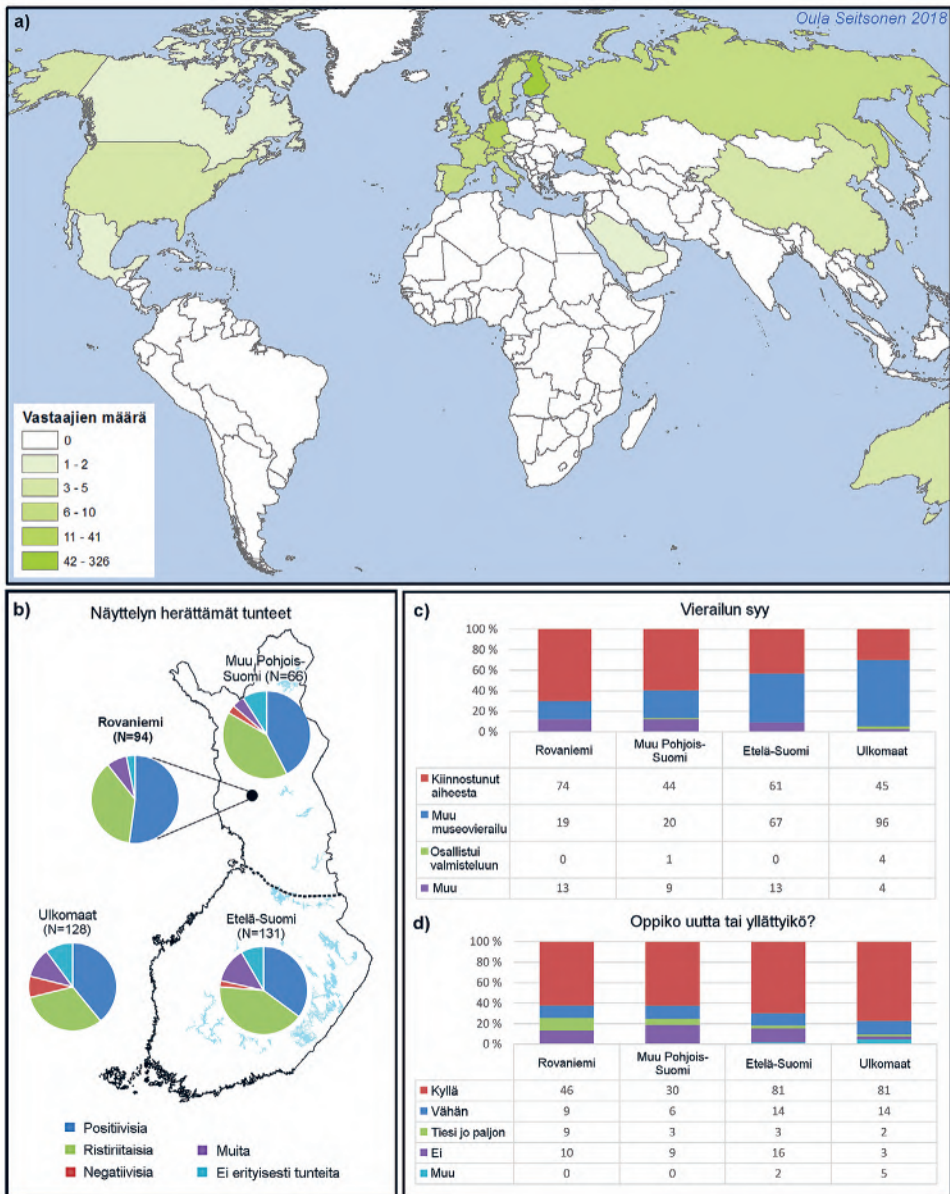 a)
Oula Seitsonen 2018
Vastaajien määrä
0
1 - 2
3 - 5
6 - 10
11 - 41
42 - 326
b)
Näyttelyn herättämät tunteet
Muu Pohjois-
Suomi (N=66)
Rovaniemi
(N=94)
Ulkomaat
(N=128)
Etelä-Suomi
(N=131)
Positiivisia
Ristiriitaisia
Negatiivisia
Muita
Ei erityisesti tunteita
c)
Vierailun syy
100 %
80 %
60 %
40 %
20 %
0 %
Rovaniemi Muu Pohjois-Suomi Etelä-Suomi Ulkomaat
Kiinnostunut aiheesta 74 44 61 45
Muu museovierailu 19 20 67 96
Osallistui valmisteluun 0 1 0 4
Muu 13 9 13 4
d)
Oppiko uutta tai yllättyikö?
100 %
80 %
60 %
40 %
20 %
0 %
Rovaniemi Muu Pohjois-Suomi Etelä-Suomi Ulkomaat
Kyllä 46 30 81 81
Vähän 9 6 14 14
Tiesi jo paljon 9 3 3 2
Ei 10 9 16 3
Muu 0 0 2 5